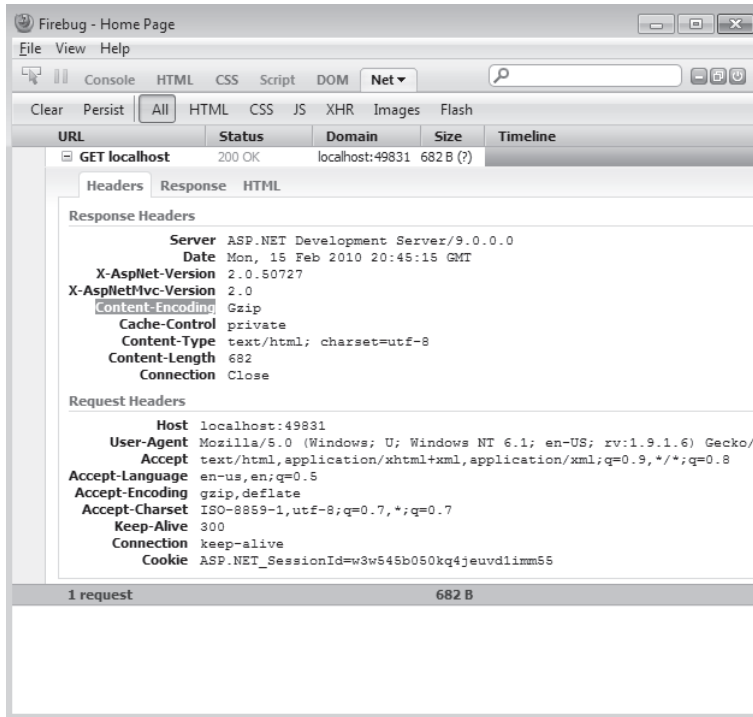 Firebug - Home Page
File View Help
Console HTML CSS Script DOM Net
Clear Persist All HTML CSS JS XHR Images Flash
URL Status Domain Size Timeline
GET localhost 200 OK localhost:49831 682 B (?)
Headers Response HTML
Response Headers
Server ASP.NET Development Server/9.0.0.0
Date Mon, 15 Feb 2010 20:45:15 GMT
X-AspNet-Version 2.0.50727
X-AspNetMvc-Version 2.0
Content-Encoding Gzip
Cache-Control private
Content-Type text/html; charset=utf-8
Content-Length 682
Connection Close
Request Headers
Host localhost:49831
User-Agent Mozilla/5.0 (Windows; U; Windows NT 6.1; en-US; rv:1.9.1.6) Gecko/
Accept text/html,application/xhtml+xml,application/xml;q=0.9,*/*;q=0.8
Accept-Language en-us,en;q=0.5
Accept-Encoding gzip,deflate
Accept-Charset ISO-8859-1,utf-8;q=0.7,*;q=0.7
Keep-Alive 300
Connection keep-alive
Cookie ASP.NET_SessionId=w3w545b050kq4jeuvd1imm55
1 request 682 B